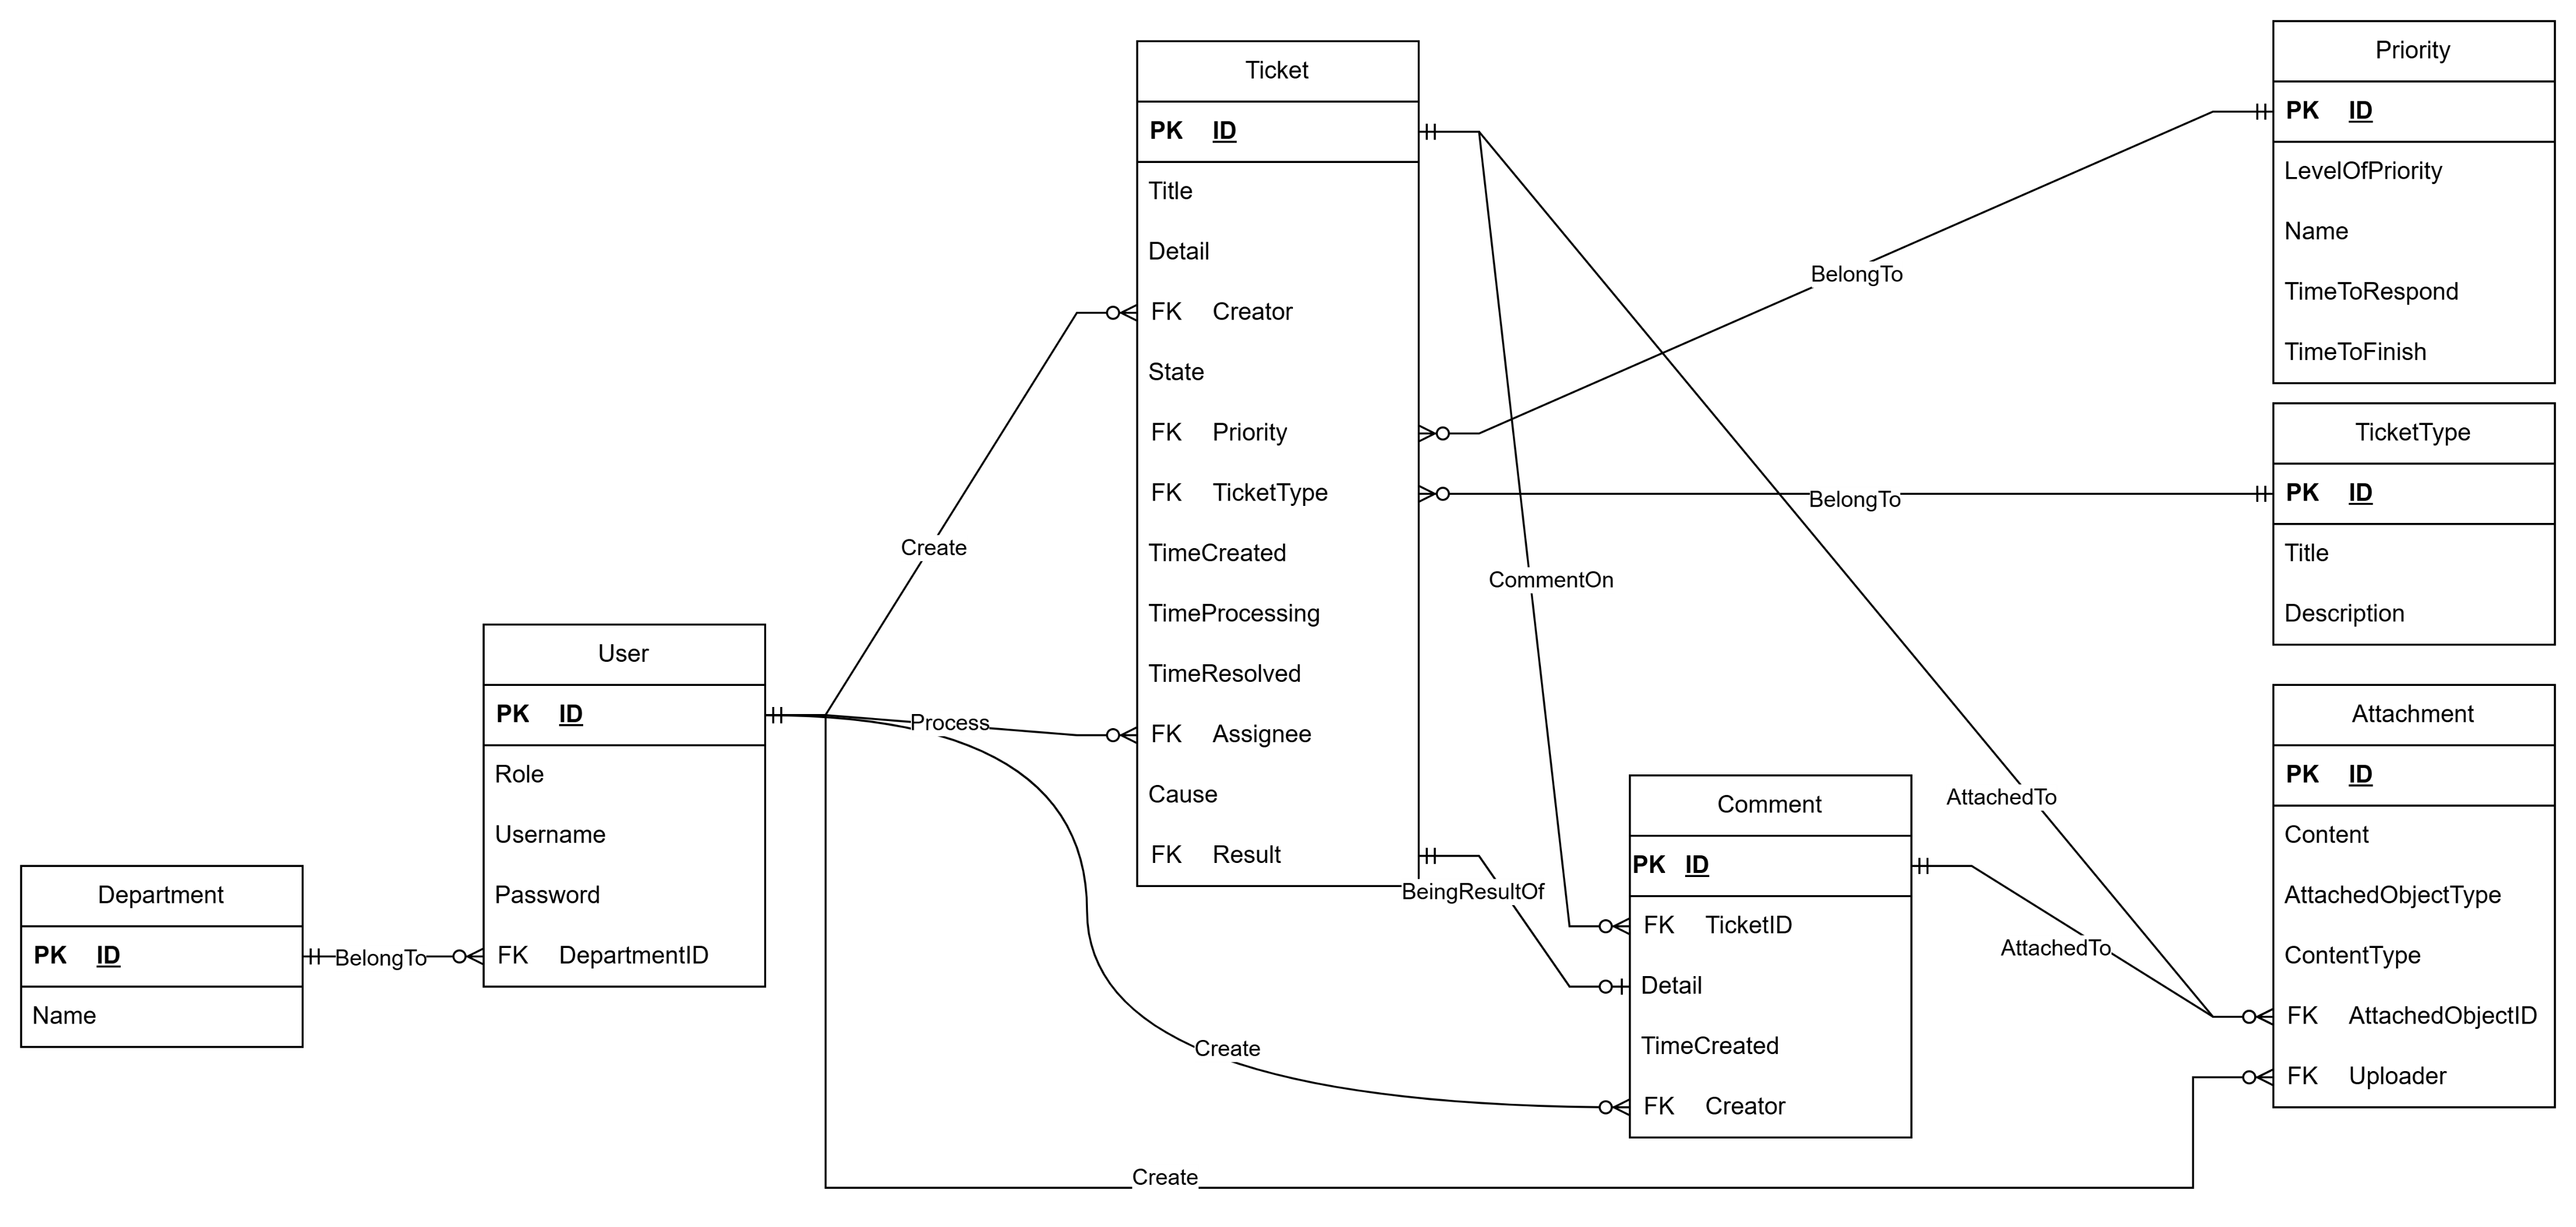 Department
PK ID
Name
BelongTo
User
PK ID
Role
Username
Password
FK DepartmentID
Create
Process
Create
Create
Ticket
PK ID
Title
Detail
FK Creator
State
FK Priority
FK TicketType
TimeCreated
TimeProcessing
TimeResolved
FK Assignee
Cause
FK Result
BelongTo
BelongTo
CommentOn
BeingResultOf
AttachedTo
AttachedTo
Comment
PK ID
FK TicketID
Detail
TimeCreated
FK Creator
Priority
PK ID
LevelOfPriority
Name
TimeToRespond
TimeToFinish
TicketType
PK ID
Title
Description
Attachment
PK ID
Content
AttachedObjectType
ContentType
FK AttachedObjectID
FK Uploader